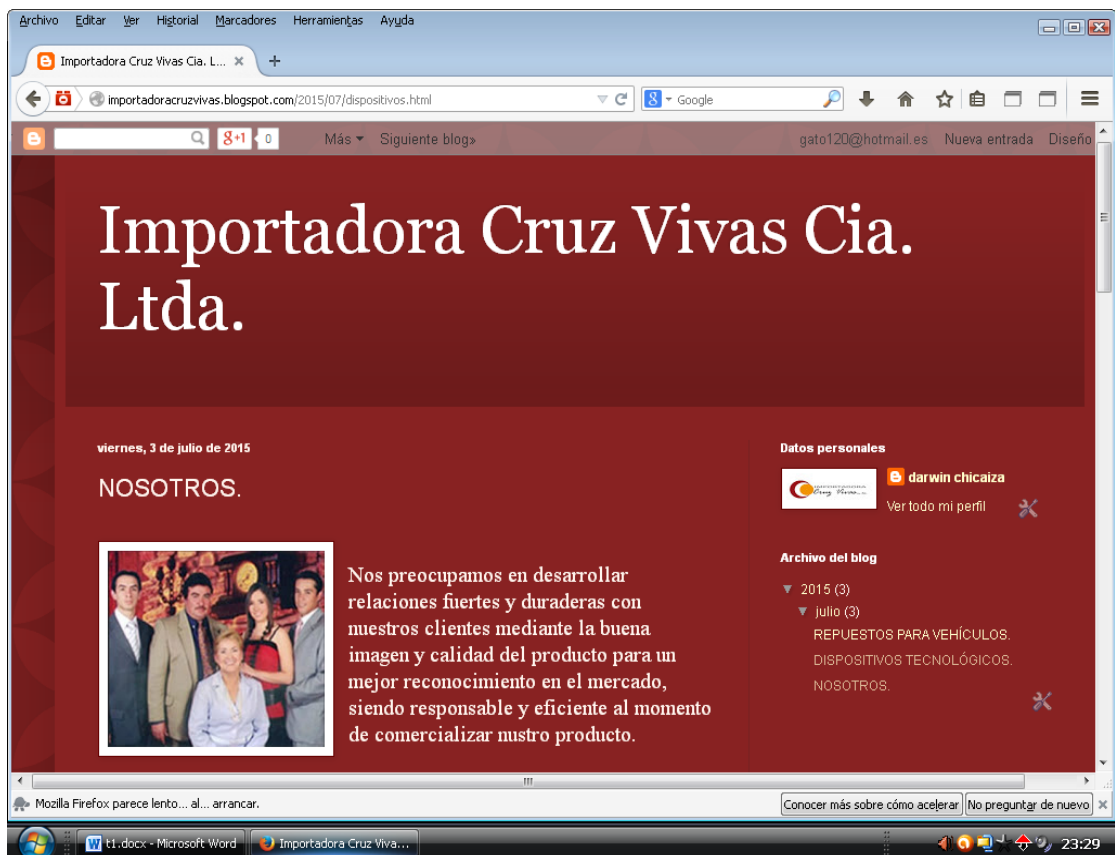 Archivo Editar Ver Historial Marcadores Herramientas Ayuda
Importadora Cruz Vivas Cia. L...
importadoracruzvivas.blogspot.com/2015/07/dispositivos.html
Google
8+1 0 Más Siguiente blog» gato120@hotmail.es Nueva entrada Diseño
Importadora Cruz Vivas Cia.
Ltda.
viernes, 3 de julio de 2015
NOSOTROS.
Nos preocupamos en desarrollar
relaciones fuertes y duraderas con
nuestros clientes mediante la buena
imagen y calidad del producto para un
mejor reconocimiento en el mercado,
siendo responsable y eficiente al momento
de comercializar nustro producto.
Datos personales
IMPORTADORA
Cruz Vivas
darwin chicaiza
Ver todo mi perfil
Archivo del blog
▼ 2015 (3)
▼ julio (3)
REPUESTOS PARA VEHÍCULOS.
DISPOSITIVOS TECNOLÓGICOS.
NOSOTROS.
Mozilla Firefox parece lento... al... arrancar. Conocer más sobre cómo acelerar No preguntar de nuevo
t1.docx - Microsoft Word Importadora Cruz Viva... 23:29